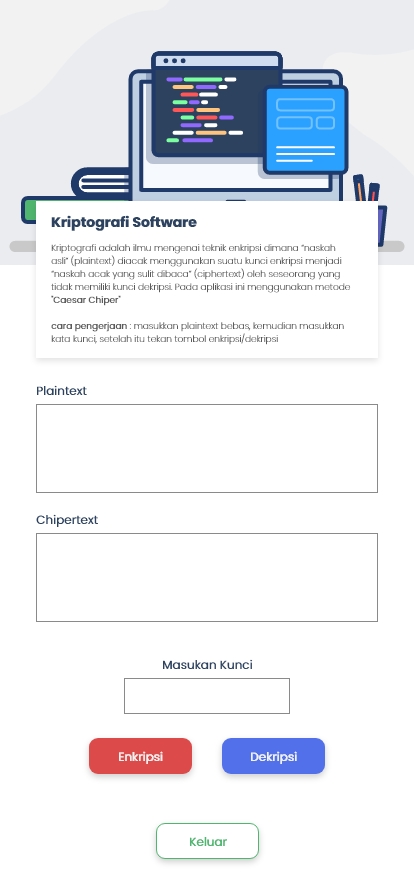 Kriptografi Software
Kriptografi adalah ilmu mengenai teknik enkripsi dimana "naskah
asli" (plaintext) diacak menggunakan suatu kunci enkripsi menjadi
"naskah acak yang sulit dibaca" (ciphertext) oleh seseorang yang
tidak memiliki kunci dekripsi. Pada aplikasi ini menggunakan metode
"Caesar Chiper"
cara pengerjaan : masukkan plaintext bebas, kemudian masukkan
kata kunci, setelah itu tekan tombol enkripsi/dekripsi
Plaintext
Chipertext
Masukan Kunci
Enkripsi
Dekripsi
Keluar